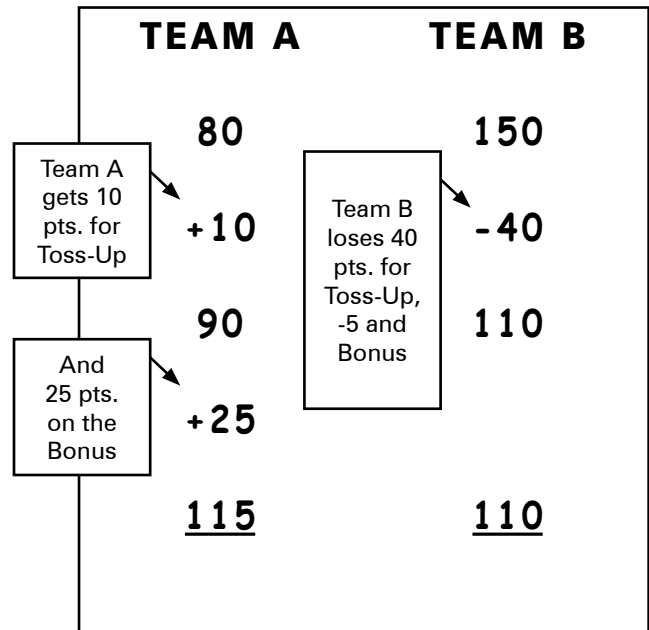 TEAM A TEAM B
80 150
Team A
gets 10
pts. for
Toss-Up
+10 -40
Team B
loses 40
pts. for
Toss-Up,
-5 and
Bonus
90 110
And
25 pts.
on the
Bonus
+25
115 110